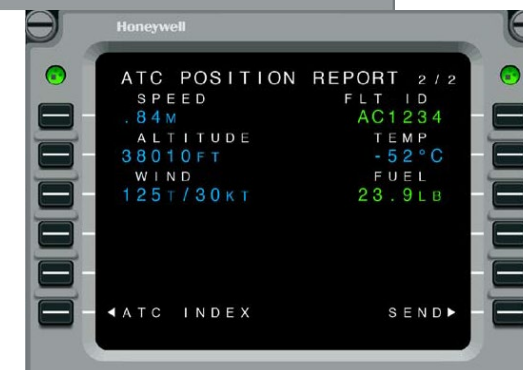 Honeywell
ATC POSITION REPORT 2/2
SPEED FLT ID
.84M AC1234
ALTITUDE TEMP
38010FT -52°C
WIND FUEL
125T/30KT 23.9LB
◀ATC INDEX SEND▶